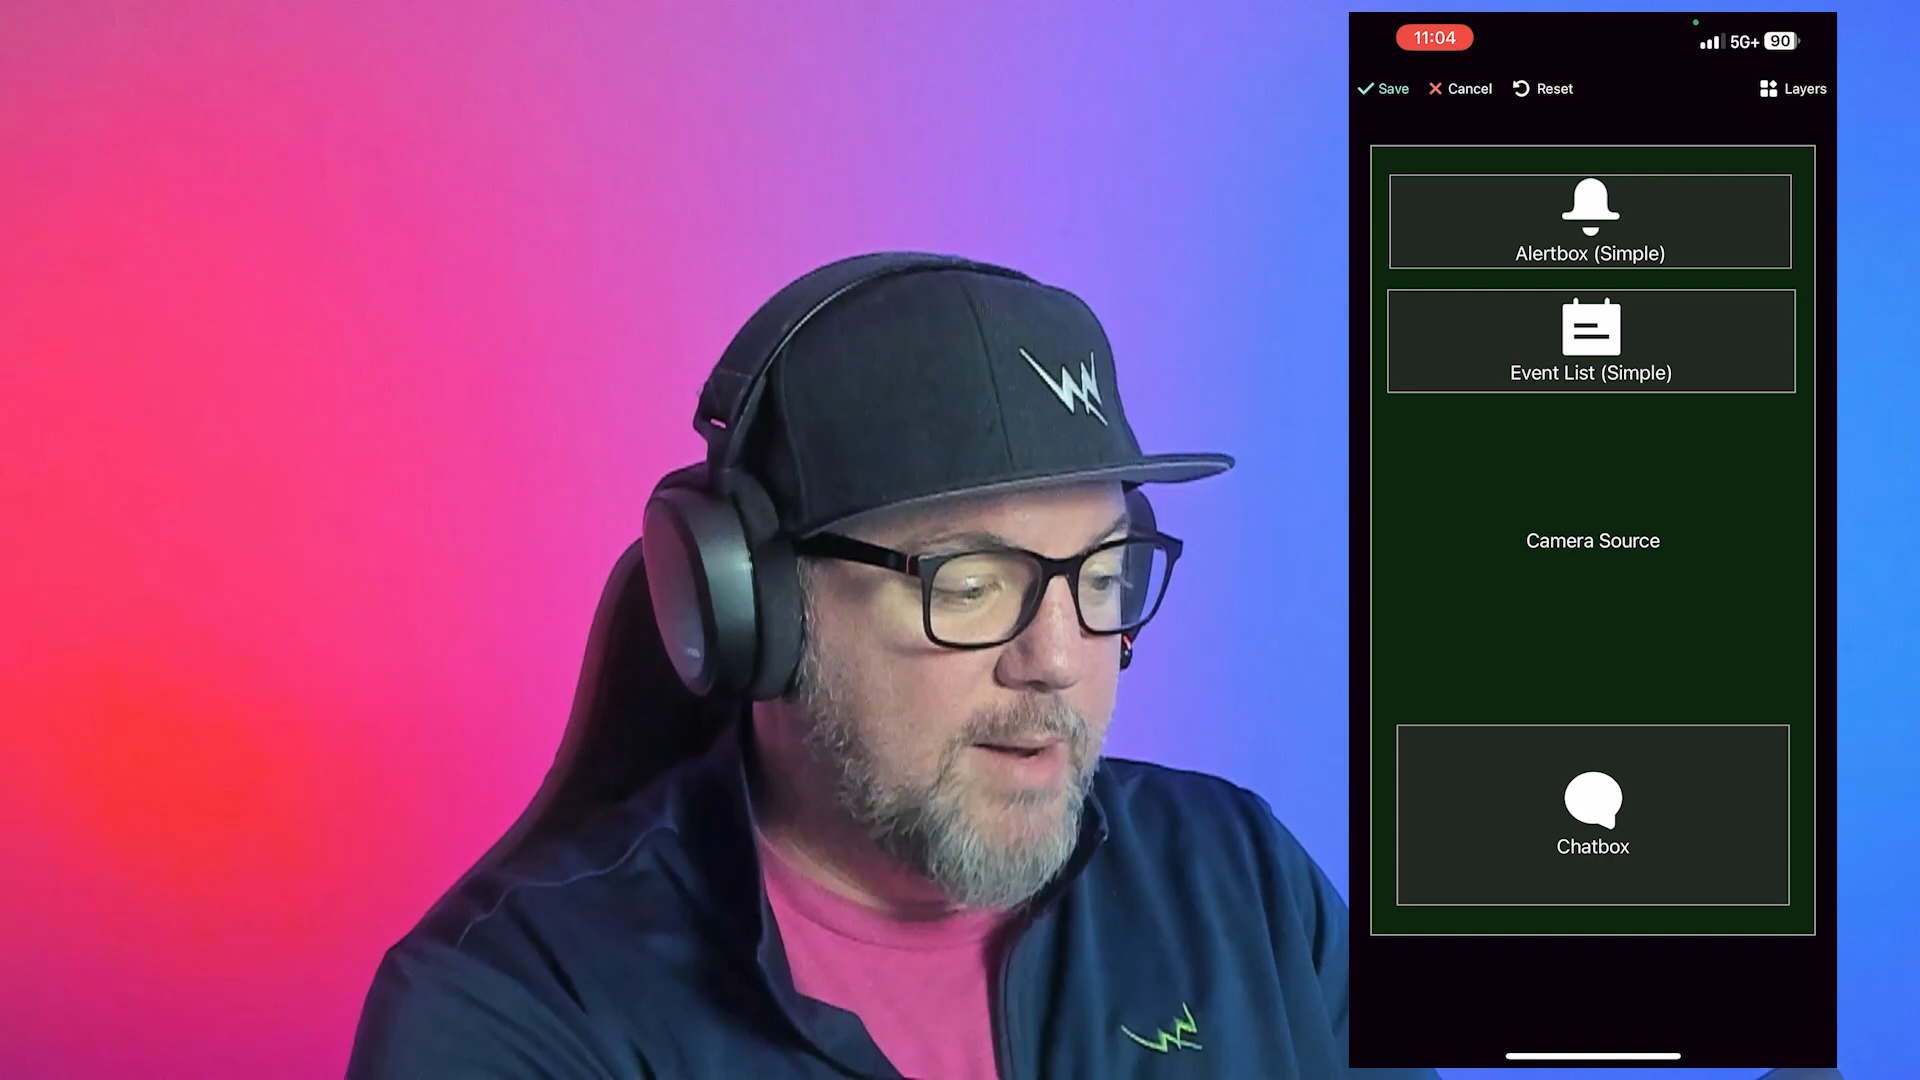 11:04
5G+ 90
Save Cancel Reset Layers
Alertbox (Simple)
Event List (Simple)
Camera Source
Chatbox